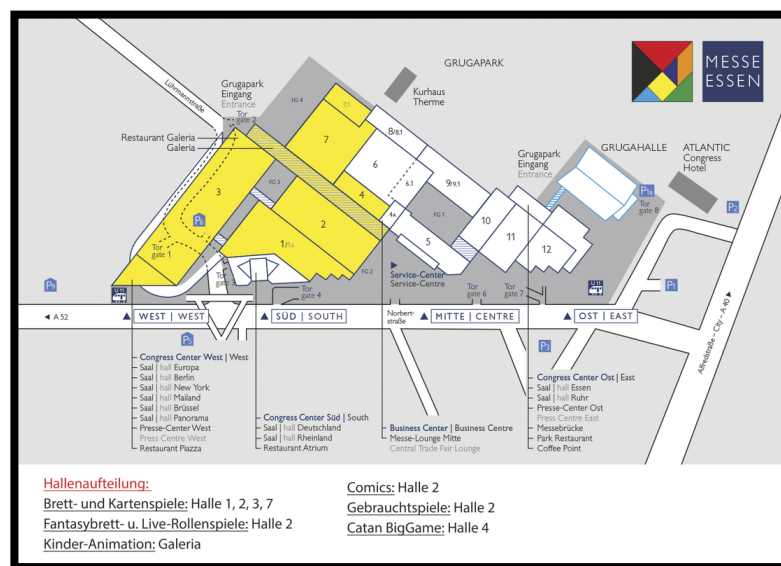 MESSE
ESSEN
GRUGAPARK
Kurhaus
Therme
Lührmannstraße
Grugapark
Eingang
Entrance
Tor
gate 2
Restaurant Galeria
Galeria
FG 4
7.1
7
8/8.1
6
6.1
9/9.1
3
FG 3
4
4A
FG 1
2
1/1A
5
10
11
12
FG 2
P6
Tor
gate 1
Tor
gate 3
Tor
gate 4
Service-Center
Service-Centre
Grugapark
Eingang
Entrance
GRUGAHALLE
ATLANTIC
Congress
Hotel
P1a
Tor
gate 8
P2
P1
P9
U11
U11
Tor
gate 6
Tor
gate 7
A 52
WEST | WEST
SÜD | SOUTH
Norbert-
straße
MITTE | CENTRE
OST | EAST
Alfredstraße – City – A 40
P5
P3
Congress Center West | West
Saal | hall Europa
Saal | hall Berlin
Saal | hall New York
Saal | hall Mailand
Saal | hall Brüssel
Saal | hall Panorama
Presse-Center West
Press Centre West
Restaurant Piazza
Congress Center Süd | South
Saal | hall Deutschland
Saal | hall Rheinland
Restaurant Atrium
Business Center | Business Centre
Messe-Lounge Mitte
Central Trade Fair Lounge
Congress Center Ost | East
Saal | hall Essen
Saal | hall Ruhr
Presse-Center Ost
Press Centre East
Messebrücke
Park Restaurant
Coffee Point
Hallenaufteilung:
Brett- und Kartenspiele: Halle 1, 2, 3, 7
Fantasybrett- u. Live-Rollenspiele: Halle 2
Kinder-Animation: Galeria
Comics: Halle 2
Gebrauchtspiele: Halle 2
Catan BigGame: Halle 4